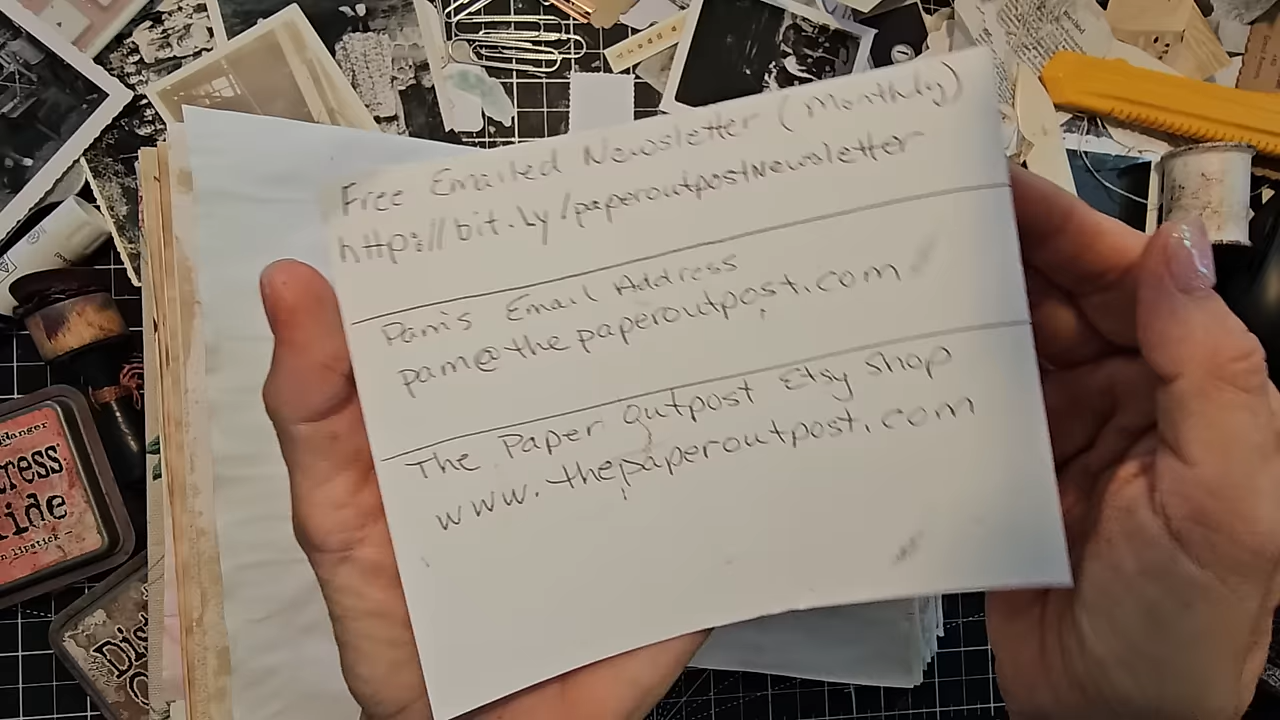 Free Emailed Newsletter (monthly)
http://bit.ly/paperoutpostNewsletter
Pam's Email Address
pam@thepaperoutpost.com
The Paper Outpost Etsy Shop
www.thepaperoutpost.com